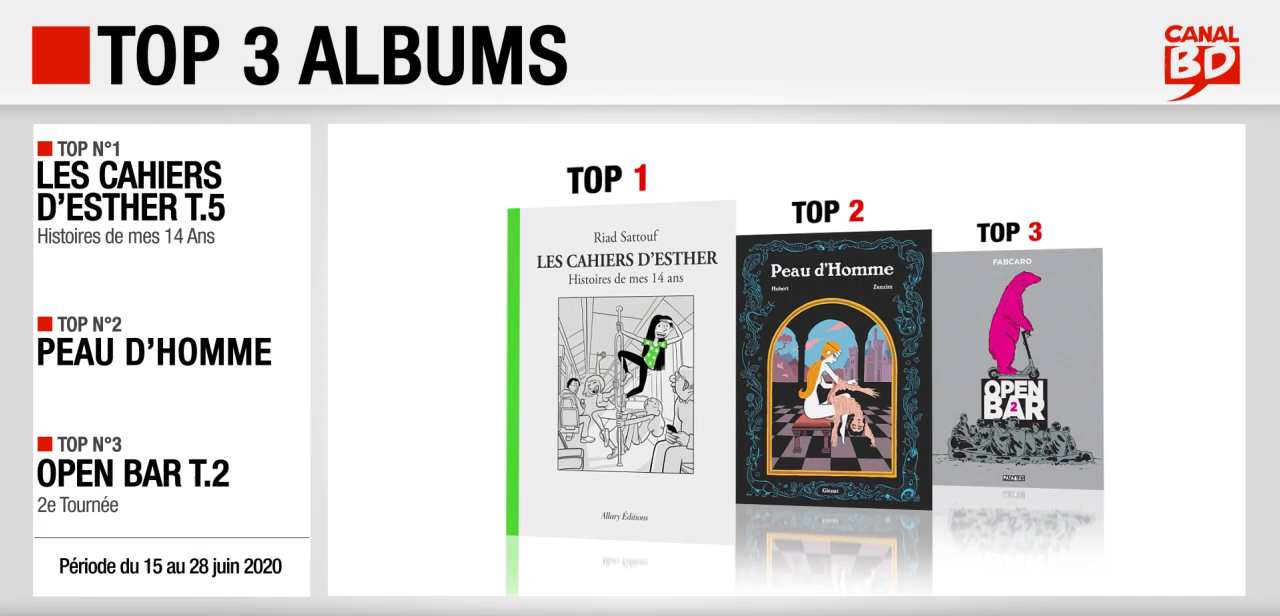 TOP 3 ALBUMS
CANAL
BD
TOP N°1
LES CAHIERS
D'ESTHER T.5
Histoires de mes 14 Ans
TOP N°2
PEAU D'HOMME
TOP N°3
OPEN BAR T.2
2e Tournée
Période du 15 au 28 juin 2020
TOP 1
Riad Sattouf
LES CAHIERS D'ESTHER
Histoires de mes 14 ans
Allary Éditions
TOP 2
Peau d'Homme
Hubert Zanzim
Glénat
TOP 3
FABCARO
OPEN
BAR
2